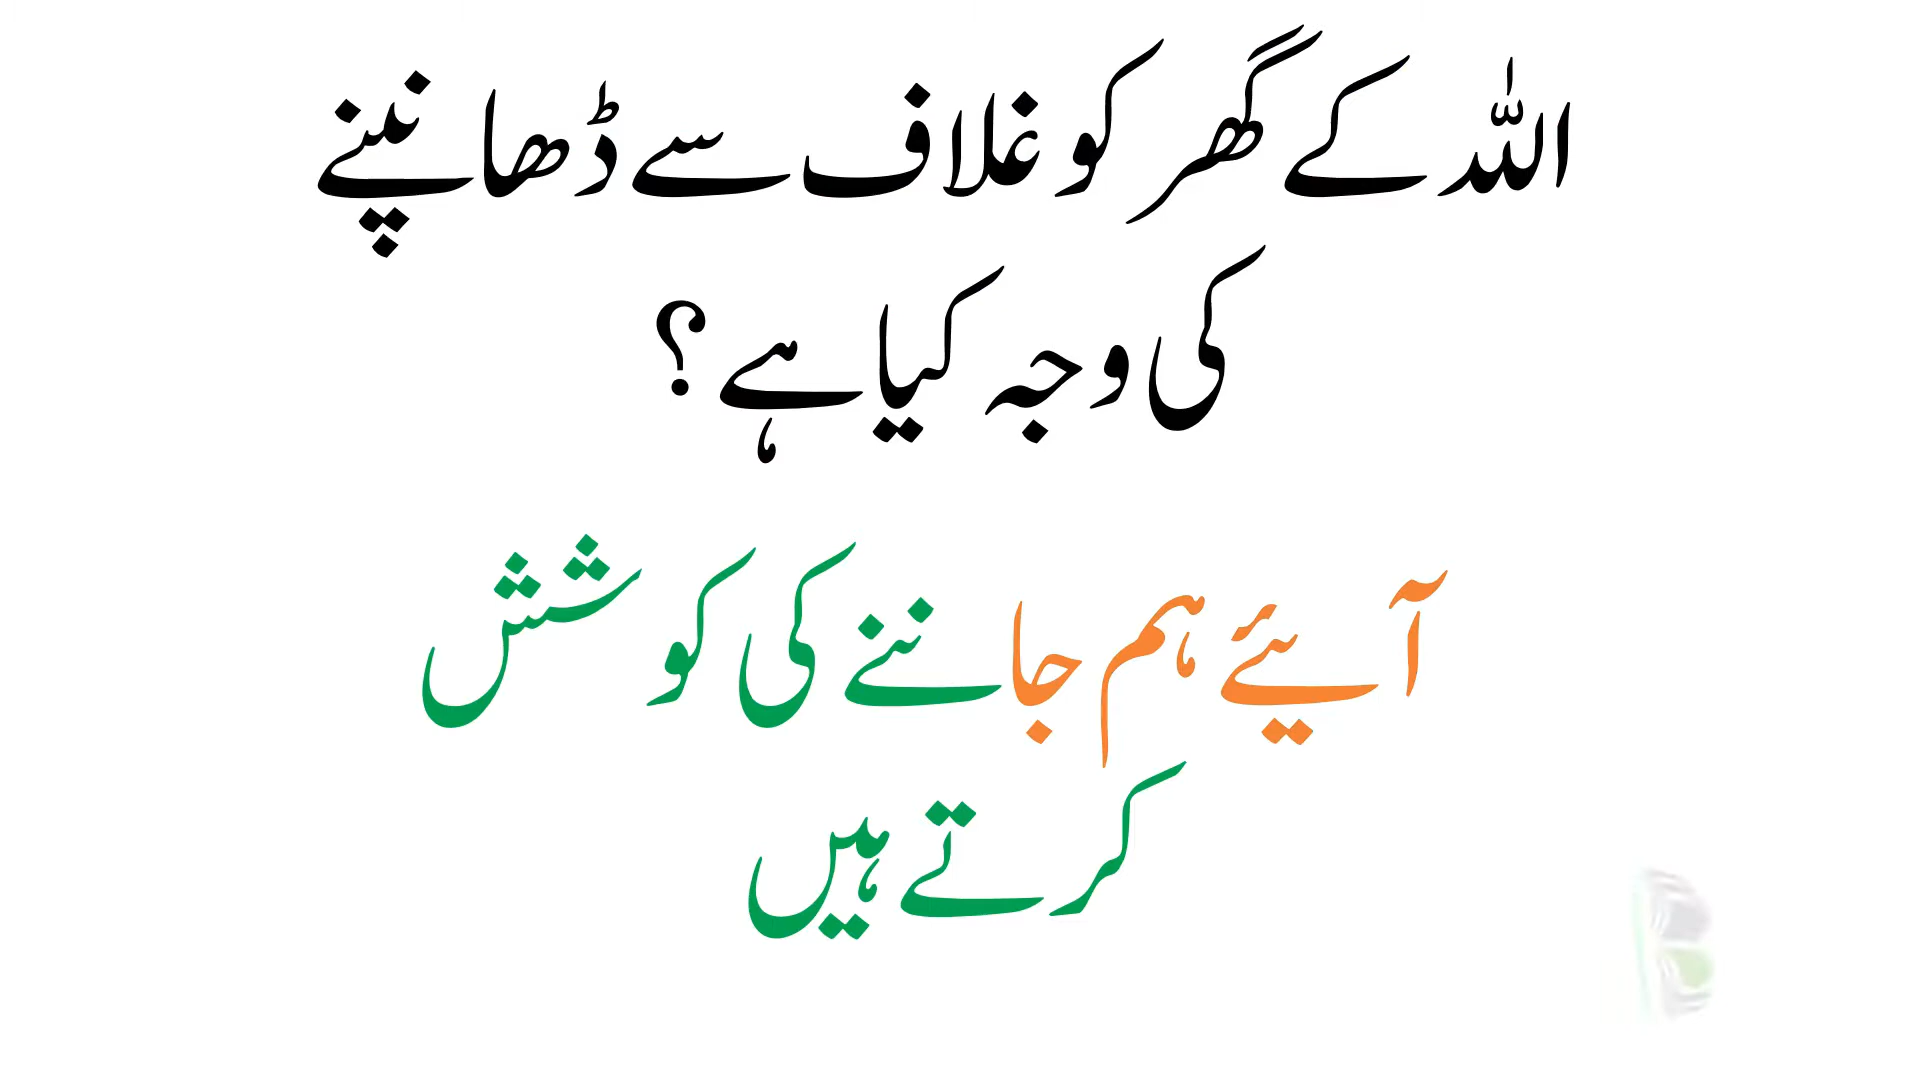 اللہ کے گھر کو غلاف سے ڈھانپنے
کی وجہ کیا ہے؟
آیئے ہم جاننے کی کوشش
کرتے ہیں